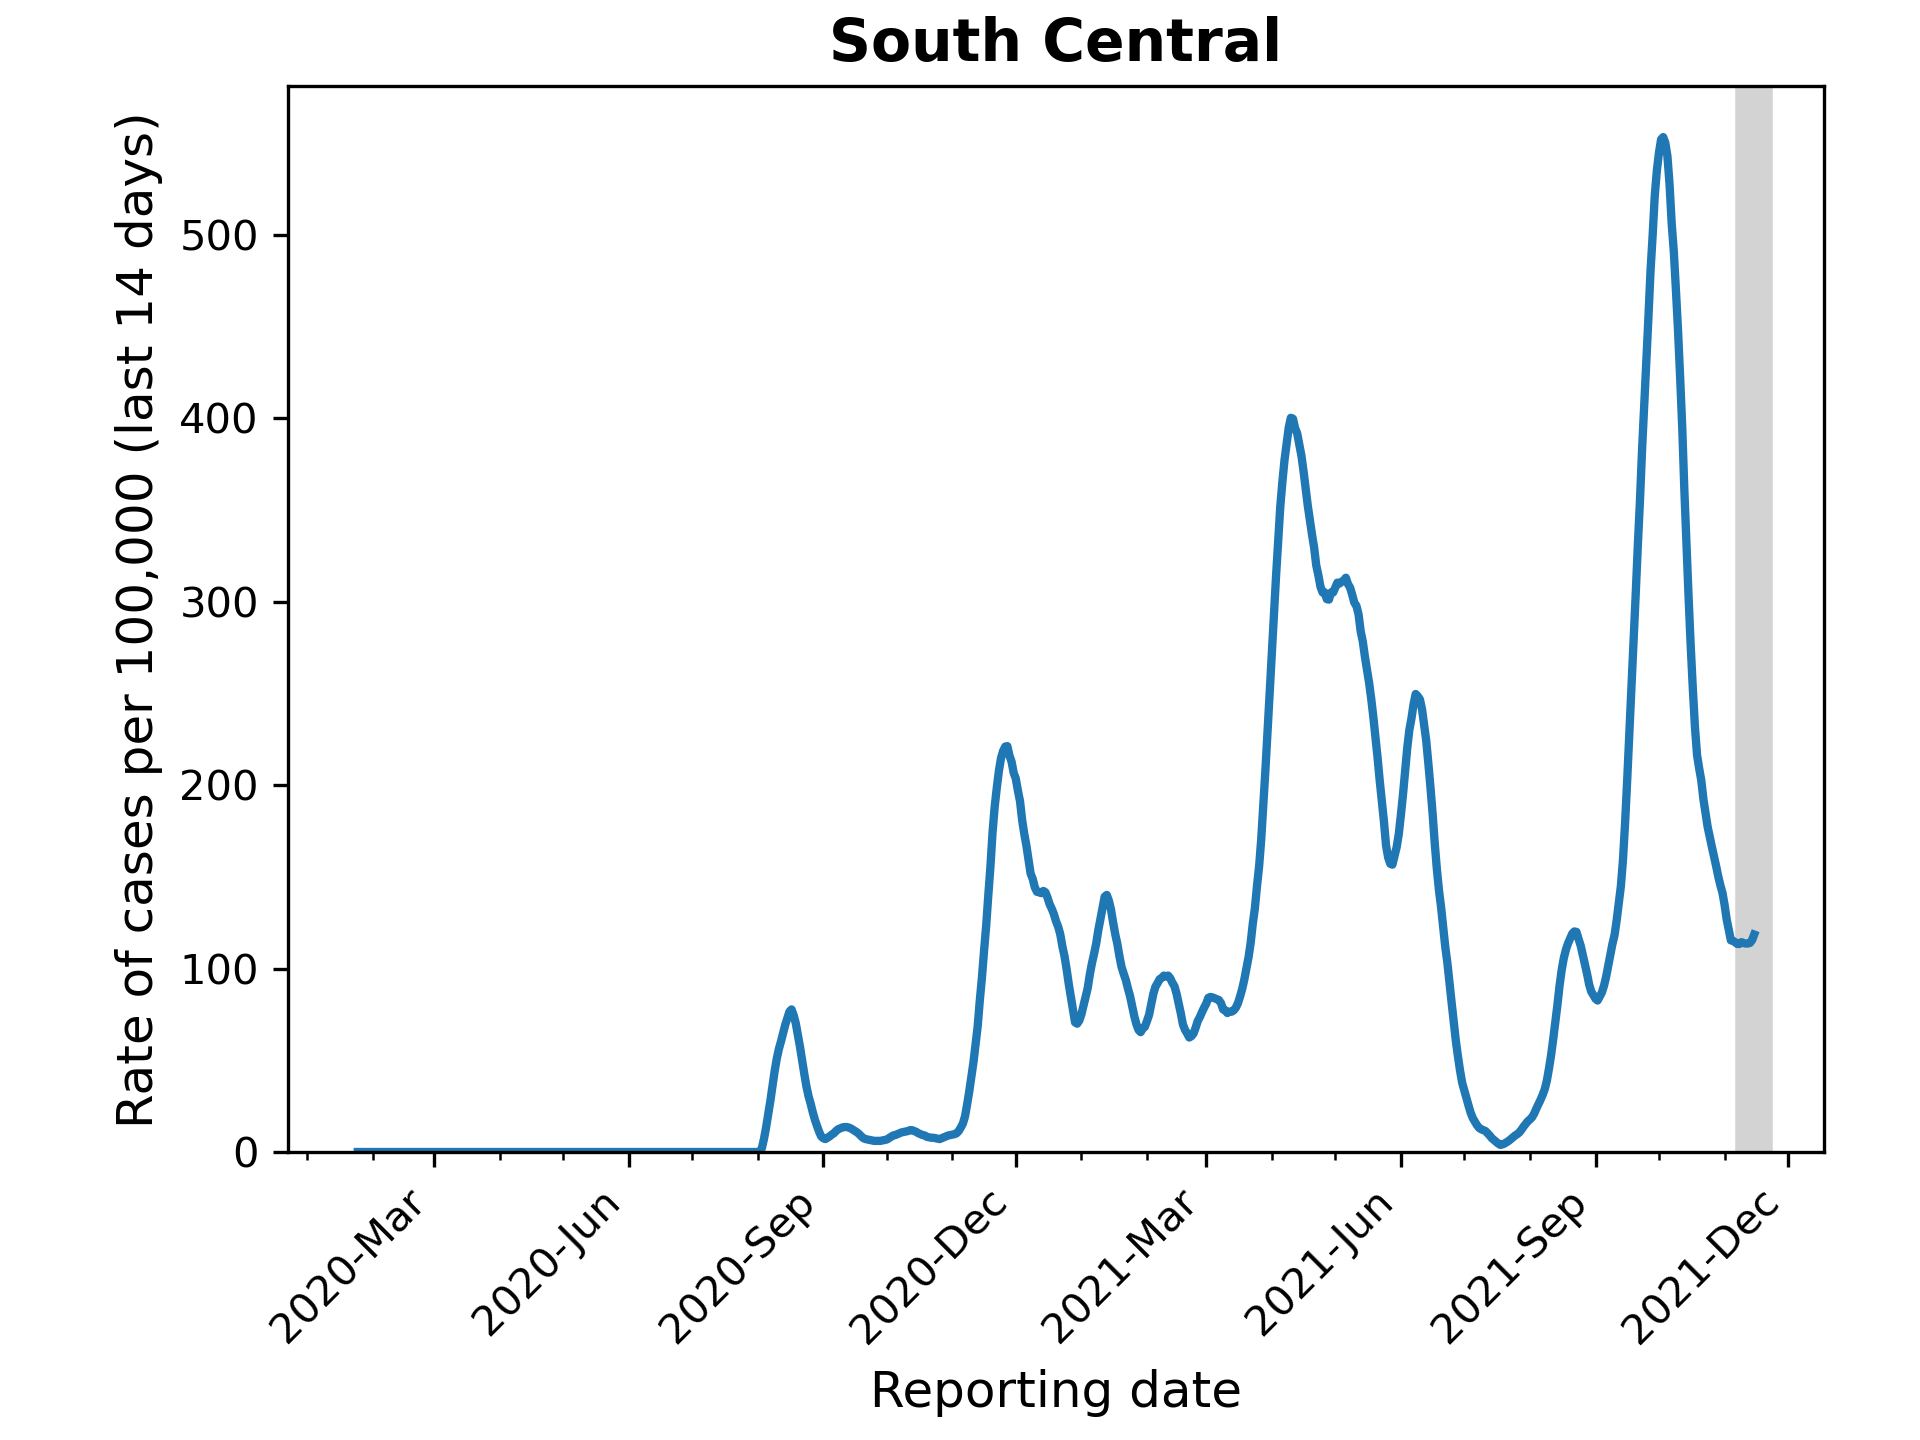 South Central
Rate of cases per 100,000 (last 14 days)
500
400
300
200
100
0
2020-Mar
2020-Jun
2020-Sep
2020-Dec
2021-Mar
2021-Jun
2021-Sep
2021-Dec
Reporting date